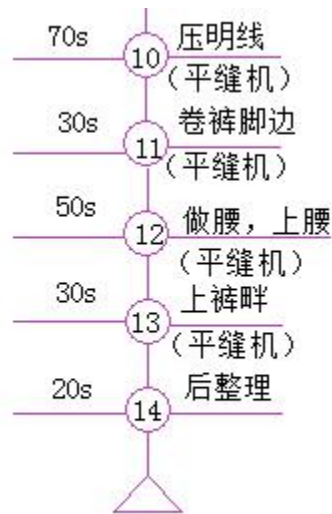 70s 10 压明线
(平缝机)
30s 11 卷裤脚边
(平缝机)
50s 12 做腰，上腰
(平缝机)
30s 13 上裤畔
(平缝机)
20s 14 后整理